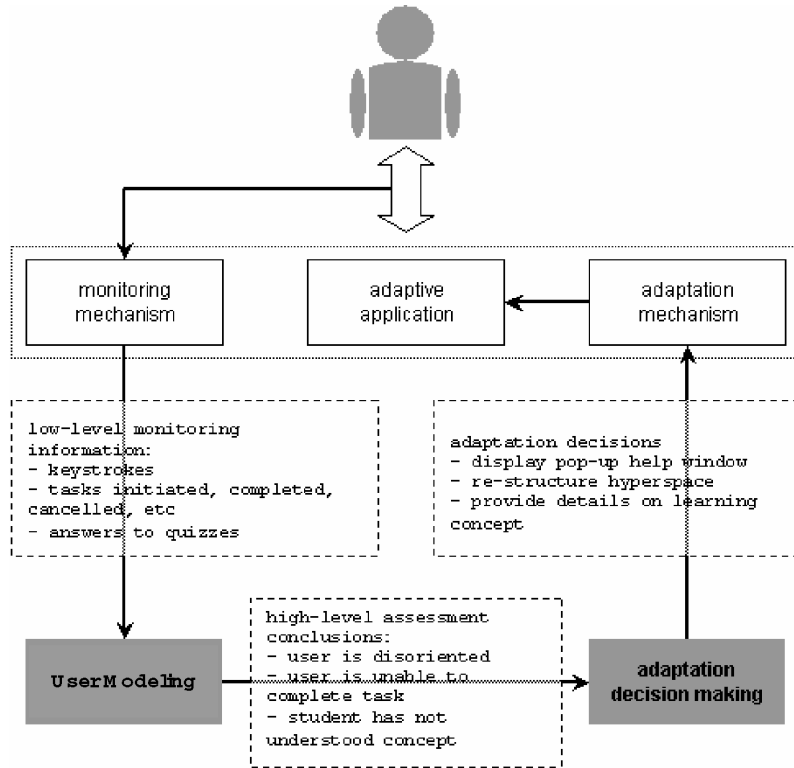 monitoring
mechanism
adaptive
application
adaptation
mechanism
low-level monitoring
information:
- keystrokes
- tasks initiated, completed,
cancelled, etc
- answers to quizzes
adaptation decisions
- display pop-up help window
- re-structure hyperspace
- provide details on learning
concept
high-level assessment
conclusions:
- user is disoriented
- user is unable to
complete task
- student has not
understood concept
UserModeling
adaptation
decision making